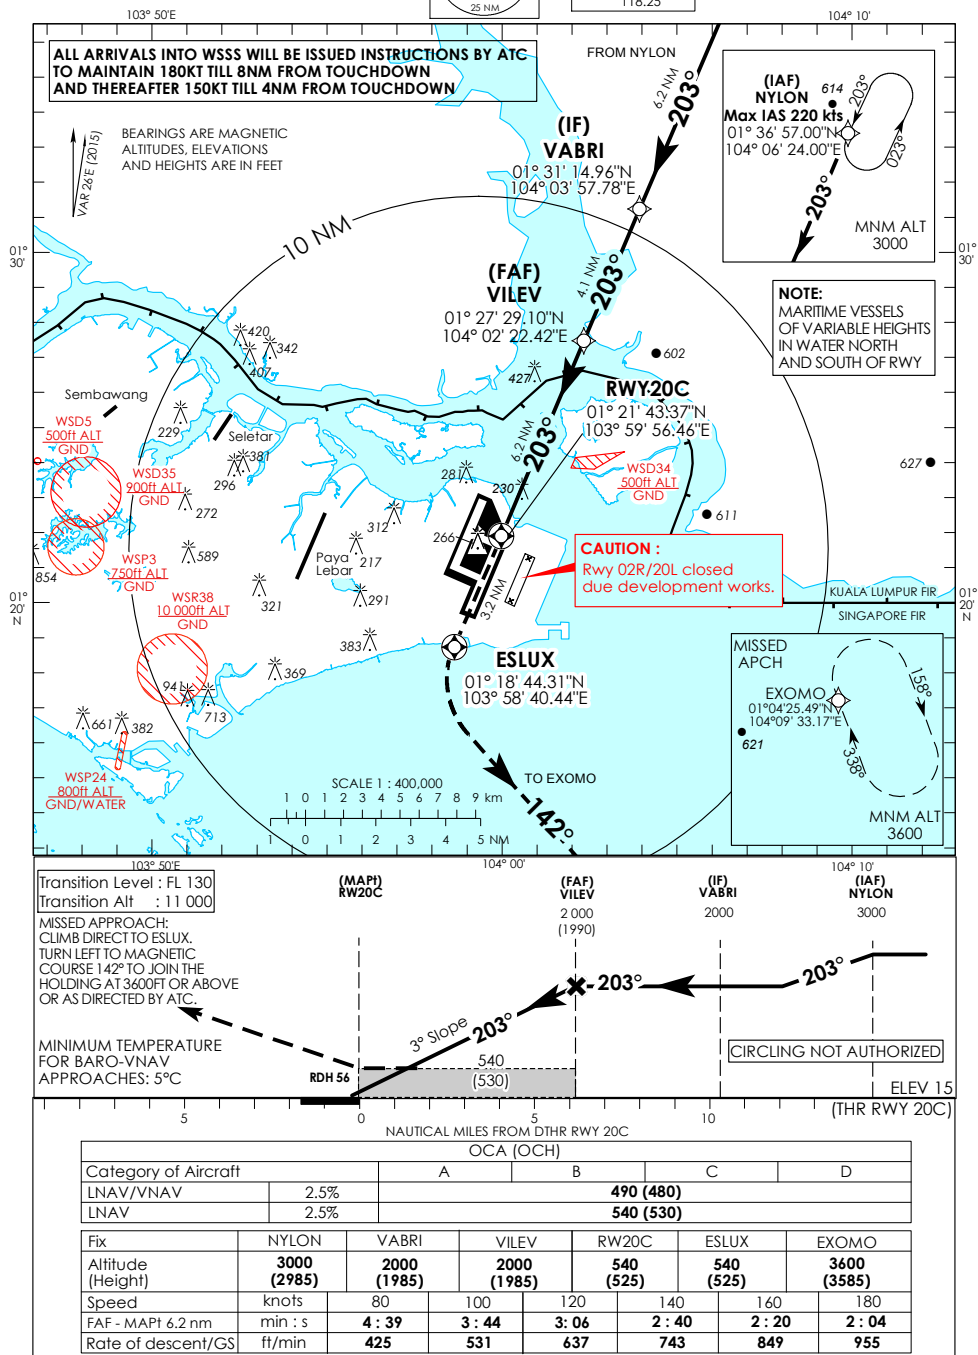 25 NM
118.25
103° 50'E
104° 10'
ALL ARRIVALS INTO WSSS WILL BE ISSUED INSTRUCTIONS BY ATC
TO MAINTAIN 180KT TILL 8NM FROM TOUCHDOWN
AND THEREAFTER 150KT TILL 4NM FROM TOUCHDOWN
VAR 26'E (2015)
BEARINGS ARE MAGNETIC
ALTITUDES, ELEVATIONS
AND HEIGHTS ARE IN FEET
FROM NYLON
6.2 NM
203°
(IF)
VABRI
01° 31' 14.96"N
104° 03' 57.78"E
(IAF)
NYLON
Max IAS 220 kts
01° 36' 57.00"N
104° 06' 24.00"E
614
203°
023°
203°
MNM ALT
3000
10 NM
01°
30'
01°
30'
(FAF)
VILEV
01° 27' 29.10"N
104° 02' 22.42"E
4.1 NM
203°
NOTE:
MARITIME VESSELS
OF VARIABLE HEIGHTS
IN WATER NORTH
AND SOUTH OF RWY
420
342
407
427
602
RWY 20C
01° 21' 43.37"N
103° 59' 56.46"E
6.2 NM
203°
Sembawang
WSD5
500ft ALT
GND
229
Seletar
381
296
WSD35
900ft ALT
GND
272
281
230
WSD34
500ft ALT
GND
627
611
312
266
589
Paya
Lebar
217
854
WSP3
750ft ALT
GND
321
291
CAUTION :
Rwy 02R/20L closed
due development works.
01°
20'
N
01°
20'
N
KUALA LUMPUR FIR
SINGAPORE FIR
WSR38
10 000ft ALT
GND
3.2 NM
383
369
ESLUX
01° 18' 44.31"N
103° 58' 40.44"E
941
713
661
382
WSP24
800ft ALT
GND/WATER
MISSED
APCH
EXOMO
01°04'25.49"N
104°09' 33.17"E
621
158°
338°
MNM ALT
3600
TO EXOMO
142°
SCALE 1 : 400,000
1 0 1 2 3 4 5 6 7 8 9 km
1 0 1 2 3 4 5 NM
103° 50'E
104° 00'
104° 10'
Transition Level : FL 130
Transition Alt : 11 000
MISSED APPROACH:
CLIMB DIRECT TO ESLUX.
TURN LEFT TO MAGNETIC
COURSE 142° TO JOIN THE
HOLDING AT 3600FT OR ABOVE
OR AS DIRECTED BY ATC.
MINIMUM TEMPERATURE
FOR BARO-VNAV
APPROACHES: 5°C
(MAPt)
RW20C
(FAF)
VILEV
2 000
(1990)
(IF)
VABRI
2000
(IAF)
NYLON
3000
203°
203°
3° Slope
203°
540
(530)
RDH 56
CIRCLING NOT AUTHORIZED
ELEV 15
(THR RWY 20C)
5 0 5 10
NAUTICAL MILES FROM DTHR RWY 20C
OCA (OCH)
Category of Aircraft A B C D
LNAV/VNAV 2.5% 490 (480)
LNAV 2.5% 540 (530)
Fix NYLON VABRI VILEV RW20C ESLUX EXOMO
Altitude 3000 2000 2000 540 540 3600
(Height) (2985) (1985) (1985) (525) (525) (3585)
Speed knots 80 100 120 140 160 180
FAF - MAPt 6.2 nm min : s 4 : 39 3 : 44 3: 06 2 : 40 2 : 20 2 : 04
Rate of descent/GS ft/min 425 531 637 743 849 955